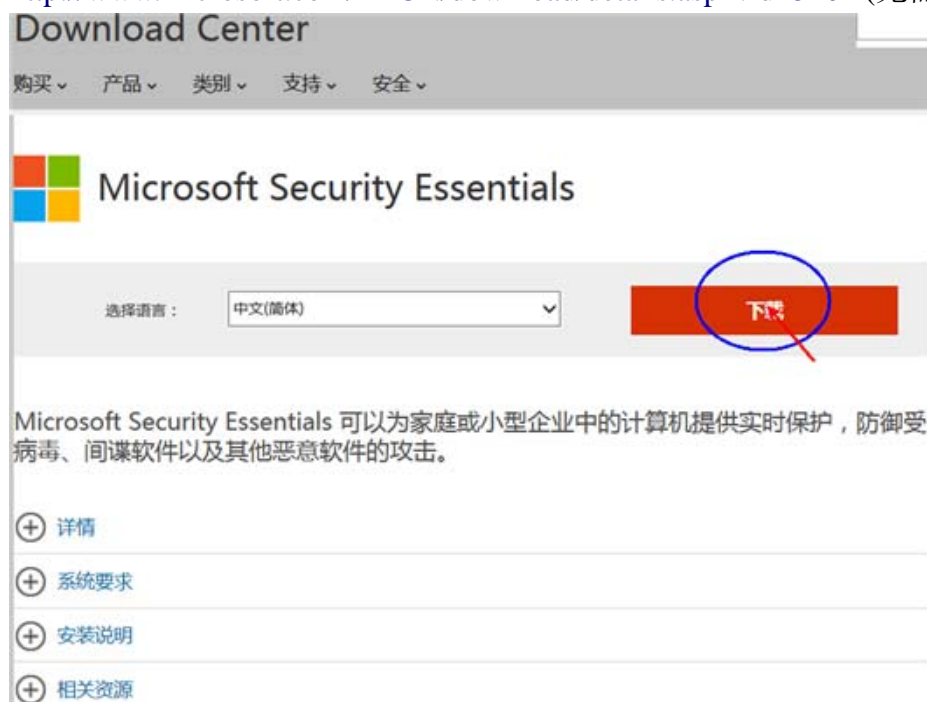 Download Center
购买 产品 类别 支持 安全
Microsoft Security Essentials
选择语言： 中文(简体) 下载
Microsoft Security Essentials 可以为家庭或小型企业中的计算机提供实时保护，防御受
病毒、间谍软件以及其他恶意软件的攻击。
详情
系统要求
安装说明
相关资源